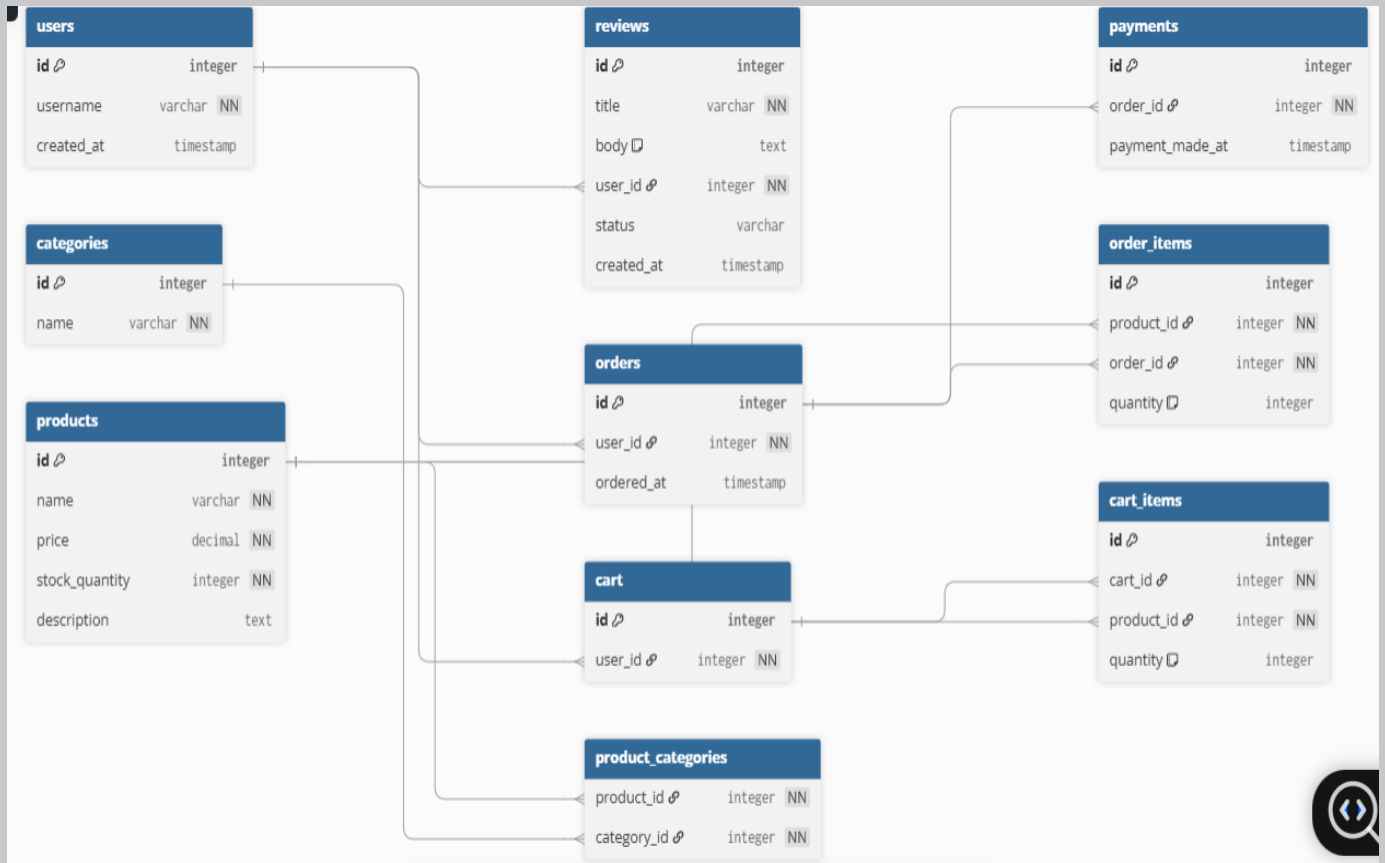 users
id integer
username varchar NN
created_at timestamp
categories
id integer
name varchar NN
products
id integer
name varchar NN
price decimal NN
stock_quantity integer NN
description text
reviews
id integer
title varchar NN
body text
user_id integer NN
status varchar
created_at timestamp
orders
id integer
user_id integer NN
ordered_at timestamp
cart
id integer
user_id integer NN
product_categories
product_id integer NN
category_id integer NN
payments
id integer
order_id integer NN
payment_made_at timestamp
order_items
id integer
product_id integer NN
order_id integer NN
quantity integer
cart_items
id integer
cart_id integer NN
product_id integer NN
quantity integer